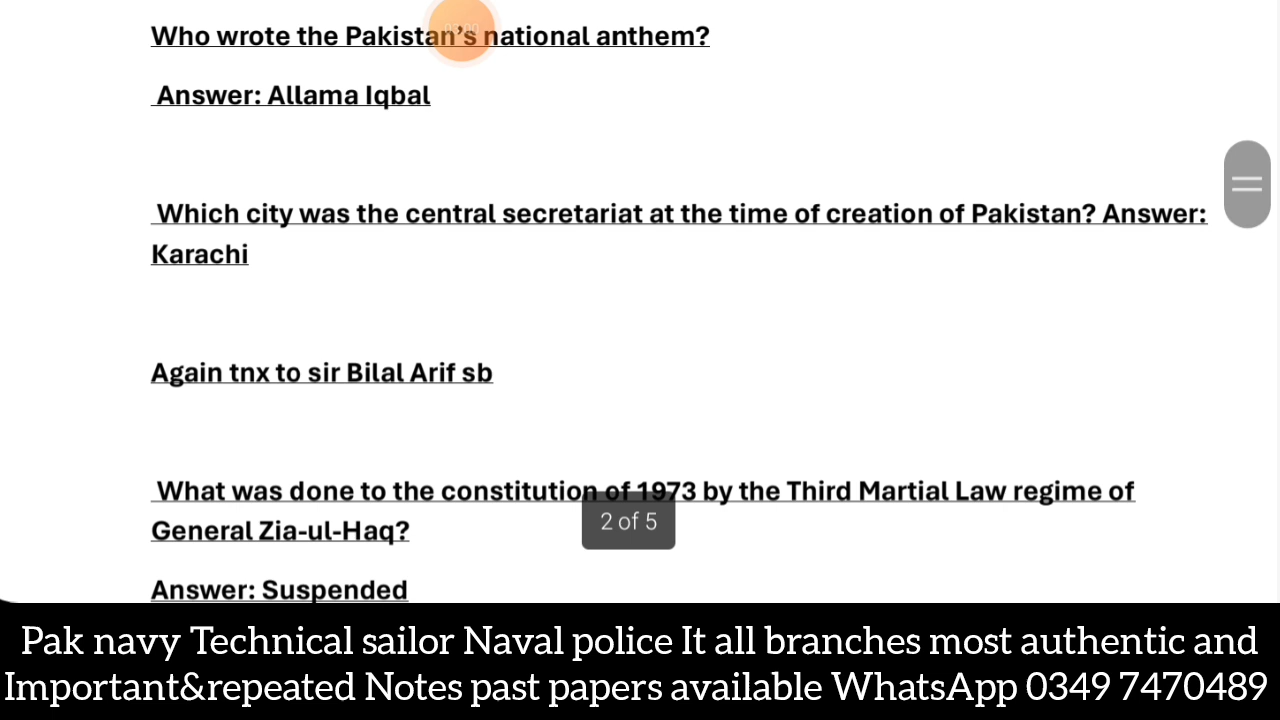 Who wrote the Pakistan's national anthem?
03:00
Answer: Allama Iqbal
Which city was the central secretariat at the time of creation of Pakistan? Answer:
Karachi
Again tnx to sir Bilal Arif sb
What was done to the constitution of 1973 by the Third Martial Law regime of
General Zia-ul-Haq?
2 of 5
Answer: Suspended
Pak navy Technical sailor Naval police It all branches most authentic and
Important&repeated Notes past papers available WhatsApp 0349 7470489